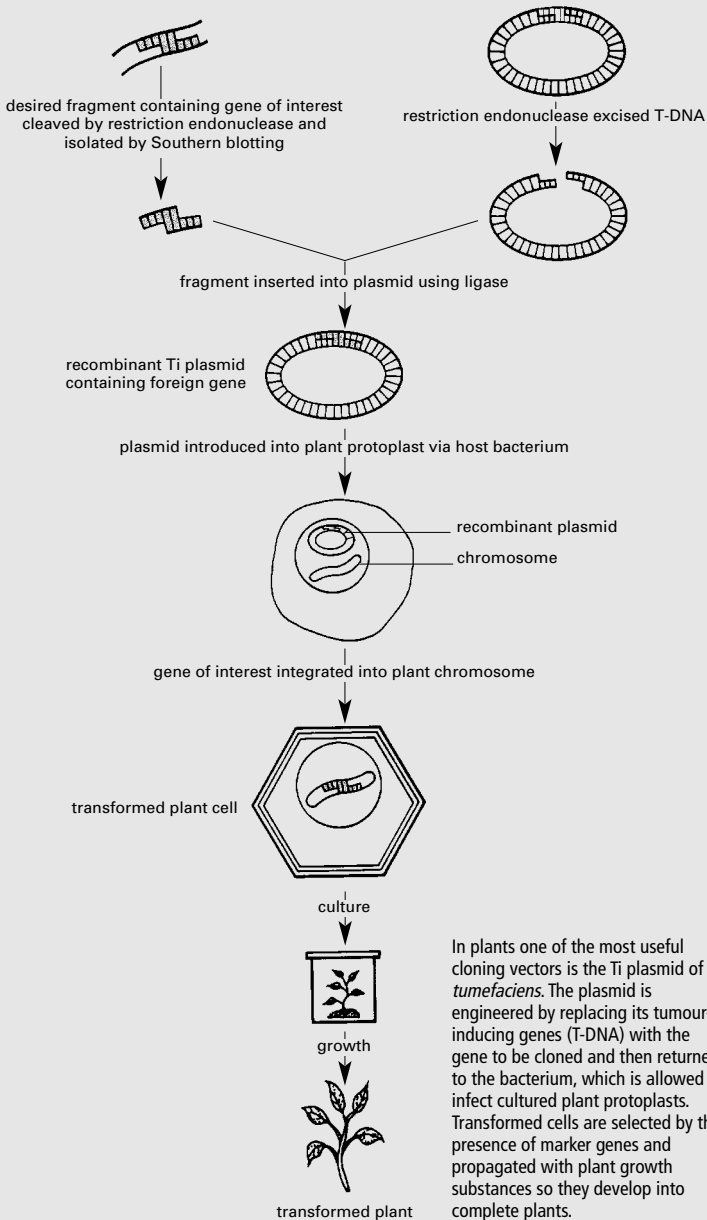 desired fragment containing gene of interest
cleaved by restriction endonuclease and
isolated by Southern blotting
restriction endonuclease excised T-DNA
fragment inserted into plasmid using ligase
recombinant Ti plasmid
containing foreign gene
plasmid introduced into plant protoplast via host bacterium
recombinant plasmid
chromosome
gene of interest integrated into plant chromosome
transformed plant cell
culture
growth
transformed plant
In plants one of the most useful
cloning vectors is the Ti plasmid of
tumefaciens. The plasmid is
engineered by replacing its tumour
inducing genes (T-DNA) with the
gene to be cloned and then
to the bacterium, which is allowed
infect cultured plant protoplasts.
Transformed cells are selected by
presence of marker genes and
propagated with plant growth
substances so they develop into
complete plants.